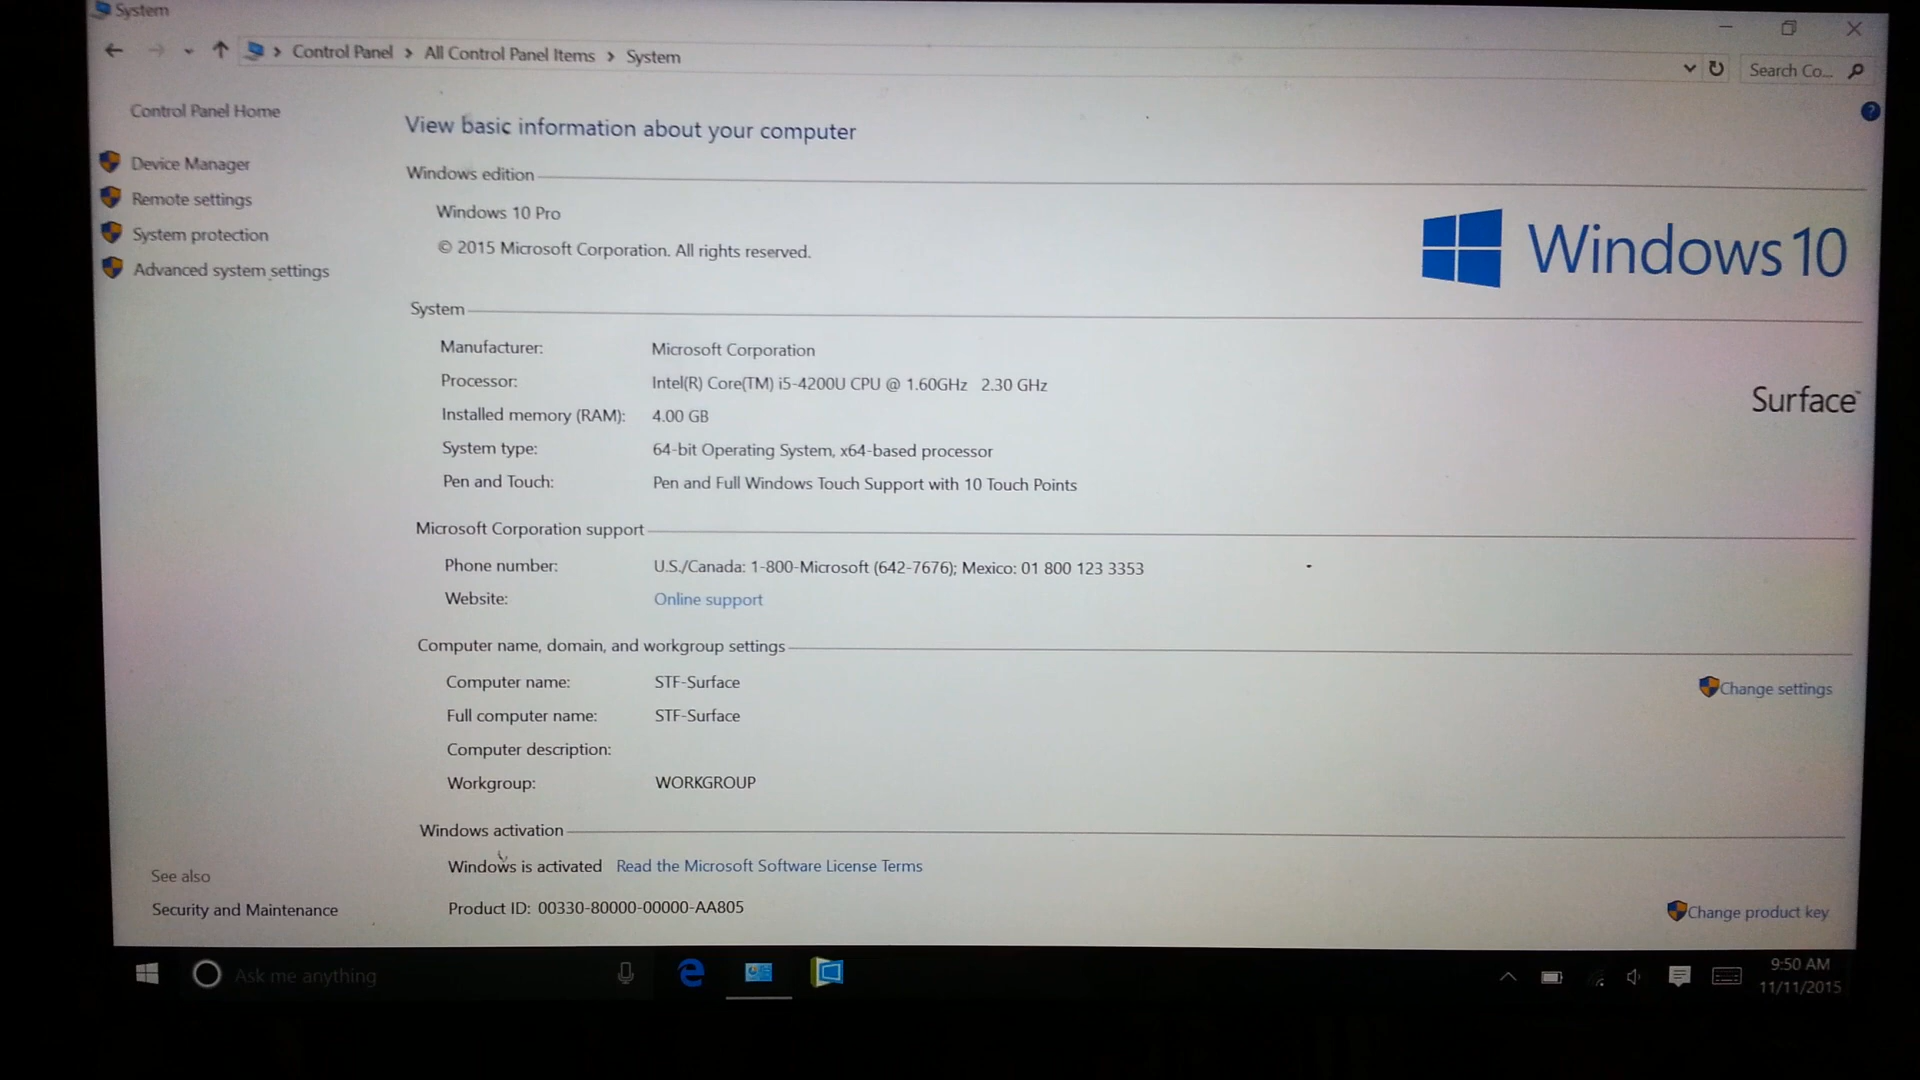 System
Control Panel > All Control Panel Items > System
Search Co...
Control Panel Home
Device Manager
Remote settings
System protection
Advanced system settings
See also
Security and Maintenance
View basic information about your computer
Windows edition
Windows 10 Pro
© 2015 Microsoft Corporation. All rights reserved.
Windows 10
System
Manufacturer: Microsoft Corporation
Processor: Intel(R) Core(TM) i5-4200U CPU @ 1.60GHz 2.30 GHz
Installed memory (RAM): 4.00 GB
System type: 64-bit Operating System, x64-based processor
Pen and Touch: Pen and Full Windows Touch Support with 10 Touch Points
Surface™
Microsoft Corporation support
Phone number: U.S./Canada: 1-800-Microsoft (642-7676); Mexico: 01 800 123 3353
Website: Online support
Computer name, domain, and workgroup settings
Computer name: STF-Surface
Change settings
Full computer name: STF-Surface
Computer description:
Workgroup: WORKGROUP
Windows activation
Windows is activated Read the Microsoft Software License Terms
Product ID: 00330-80000-00000-AA805
Change product key
Ask me anything
9:50 AM
11/11/2015